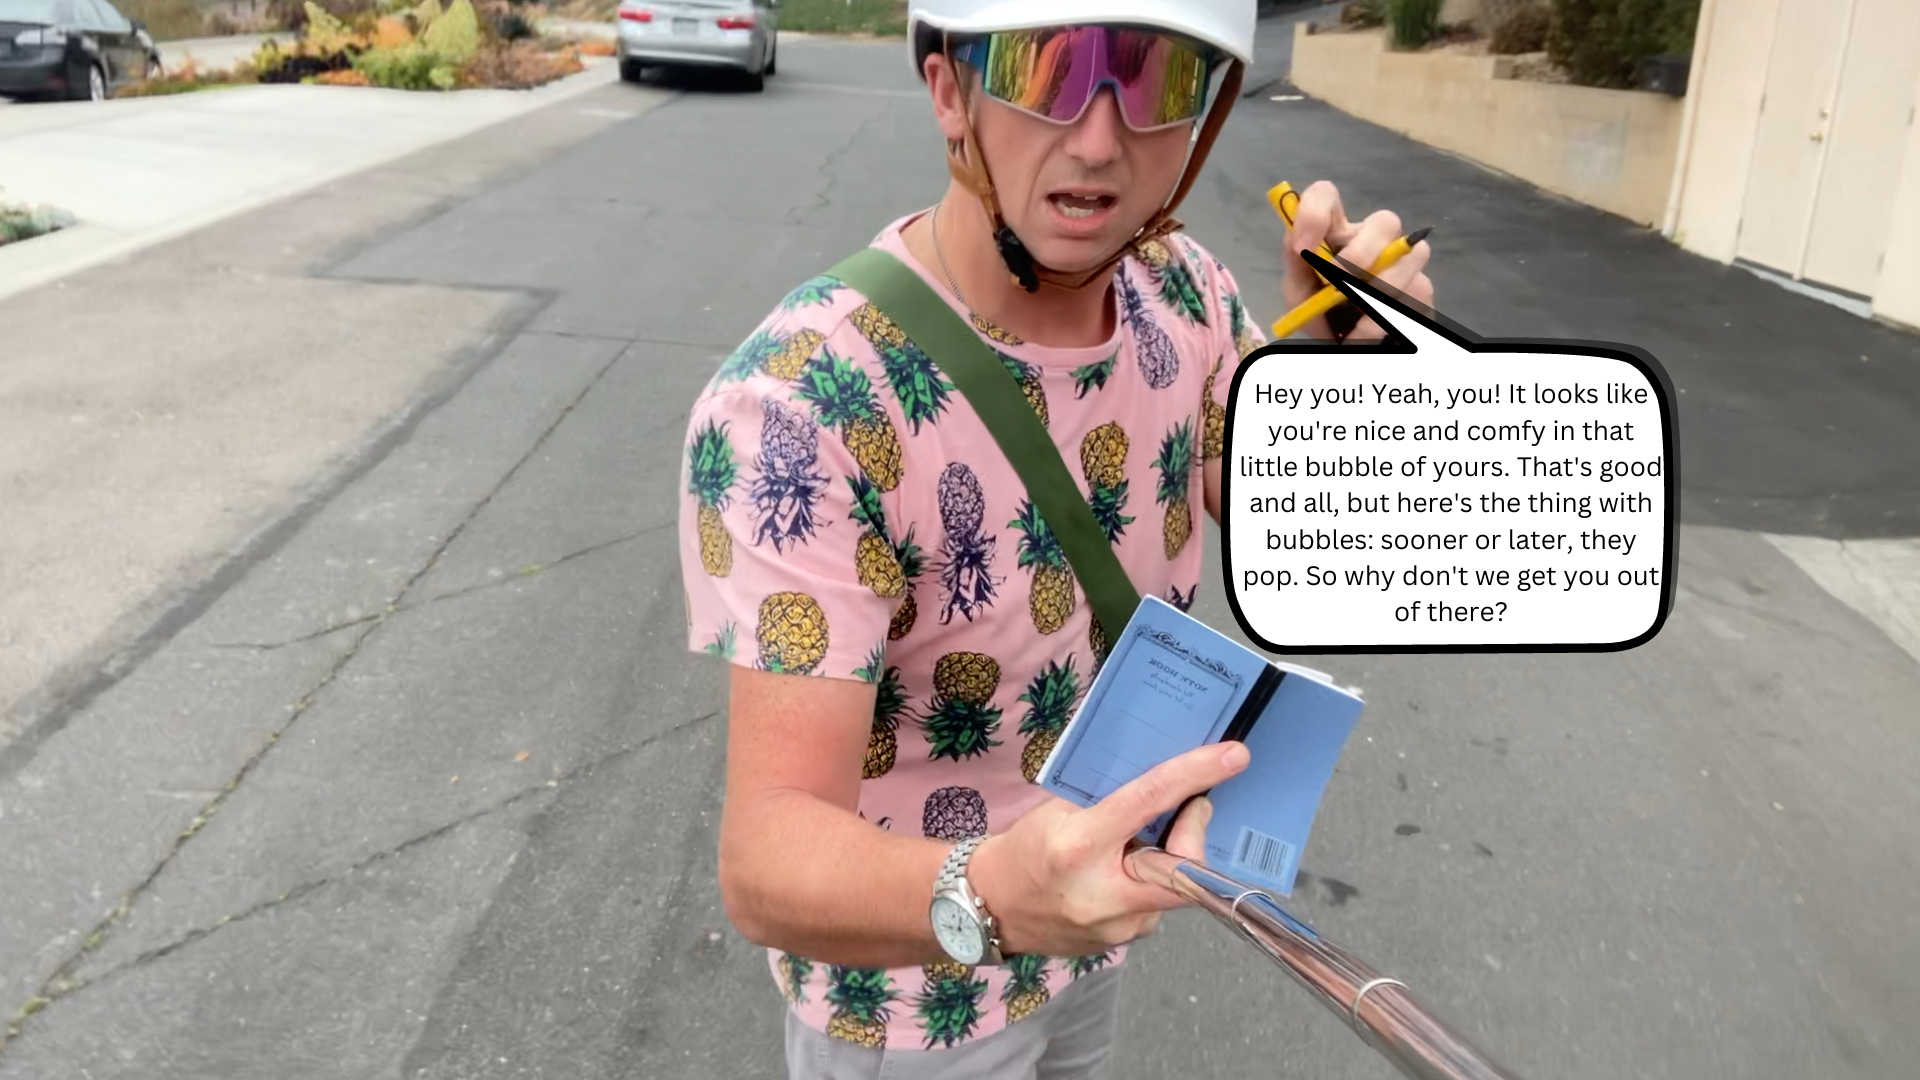 Hey you! Yeah, you! It looks like
you're nice and comfy in that
little bubble of yours. That's good
and all, but here's the thing with
bubbles: sooner or later, they
pop. So why don't we get you out
of there?
NOTE BOOK